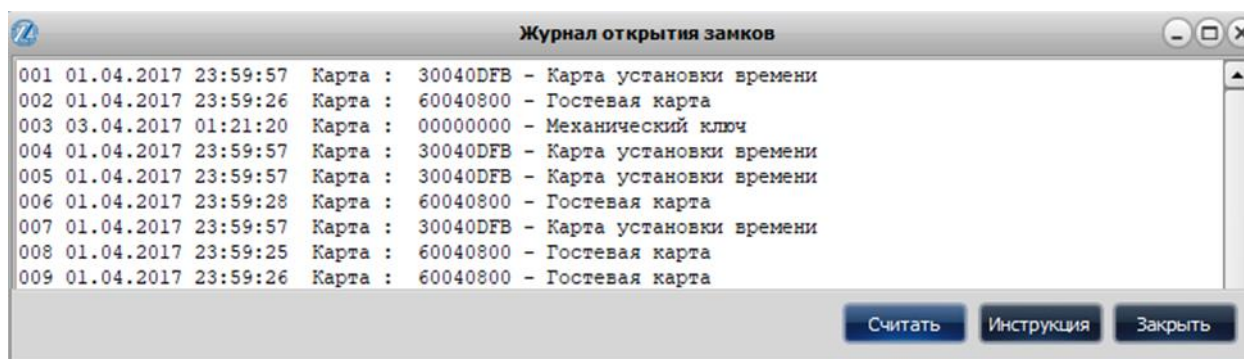 Журнал открытия замков
001 01.04.2017 23:59:57 Карта : 30040DFB - Карта установки времени
002 01.04.2017 23:59:26 Карта : 60040800 - Гостевая карта
003 03.04.2017 01:21:20 Карта : 00000000 - Механический ключ
004 01.04.2017 23:59:57 Карта : 30040DFB - Карта установки времени
005 01.04.2017 23:59:57 Карта : 30040DFB - Карта установки времени
006 01.04.2017 23:59:28 Карта : 60040800 - Гостевая карта
007 01.04.2017 23:59:57 Карта : 30040DFB - Карта установки времени
008 01.04.2017 23:59:25 Карта : 60040800 - Гостевая карта
009 01.04.2017 23:59:26 Карта : 60040800 - Гостевая карта
Считать Инструкция Закрыть